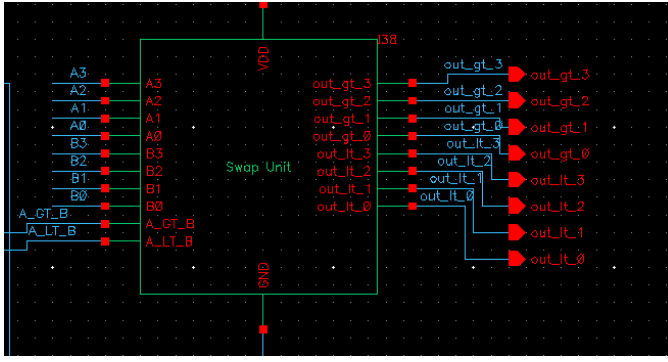 I38
VDD
A3 A3 out_gt_3 out_gt_3 out_gt_3
A2 A2 out_gt_2 out_gt_2 out_gt_2
A1 A1 out_gt_1 out_gt_1 out_gt_1
A0 A0 out_gt_0 out_gt_0 out_gt_0
B3 B3 out_lt_3 out_lt_3 out_lt_3
B2 B2 Swap Unit out_lt_2 out_lt_2 out_lt_2
B1 B1 out_lt_1 out_lt_1 out_lt_1
B0 B0 out_lt_0 out_lt_0 out_lt_0
A_GT_B A_GT_B
A_LT_B A_LT_B
GND